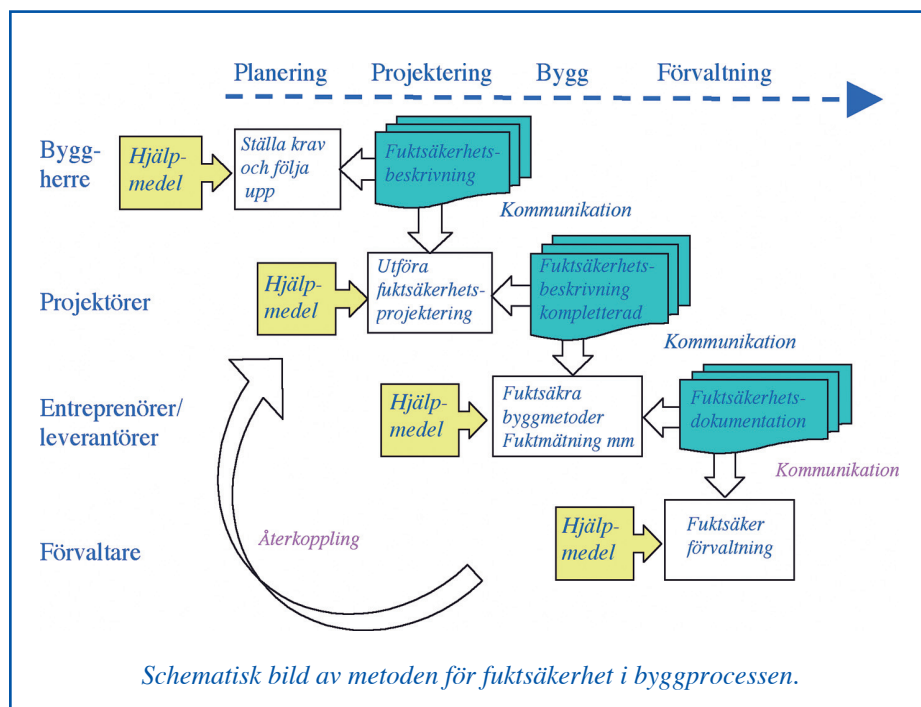 Planering Projektering Bygg Förvaltning
Bygg-
herre
Hjälp-
medel
Ställa krav
och följa
upp
Fuktsäkerhets-
beskrivning
Kommunikation
Projektörer
Hjälp-
medel
Utföra
fuktsäkerhets-
projektering
Fuktsäkerhets-
beskrivning
kompletterad
Kommunikation
Entreprenörer/
leverantörer
Hjälp-
medel
Fuktsäkra
byggmetoder
Fuktmätning mm
Fuktsäkerhets-
dokumentation
Kommunikation
Återkoppling
Förvaltare
Hjälp-
medel
Fuktsäker
förvaltning
Schematisk bild av metoden för fuktsäkerhet i byggprocessen.